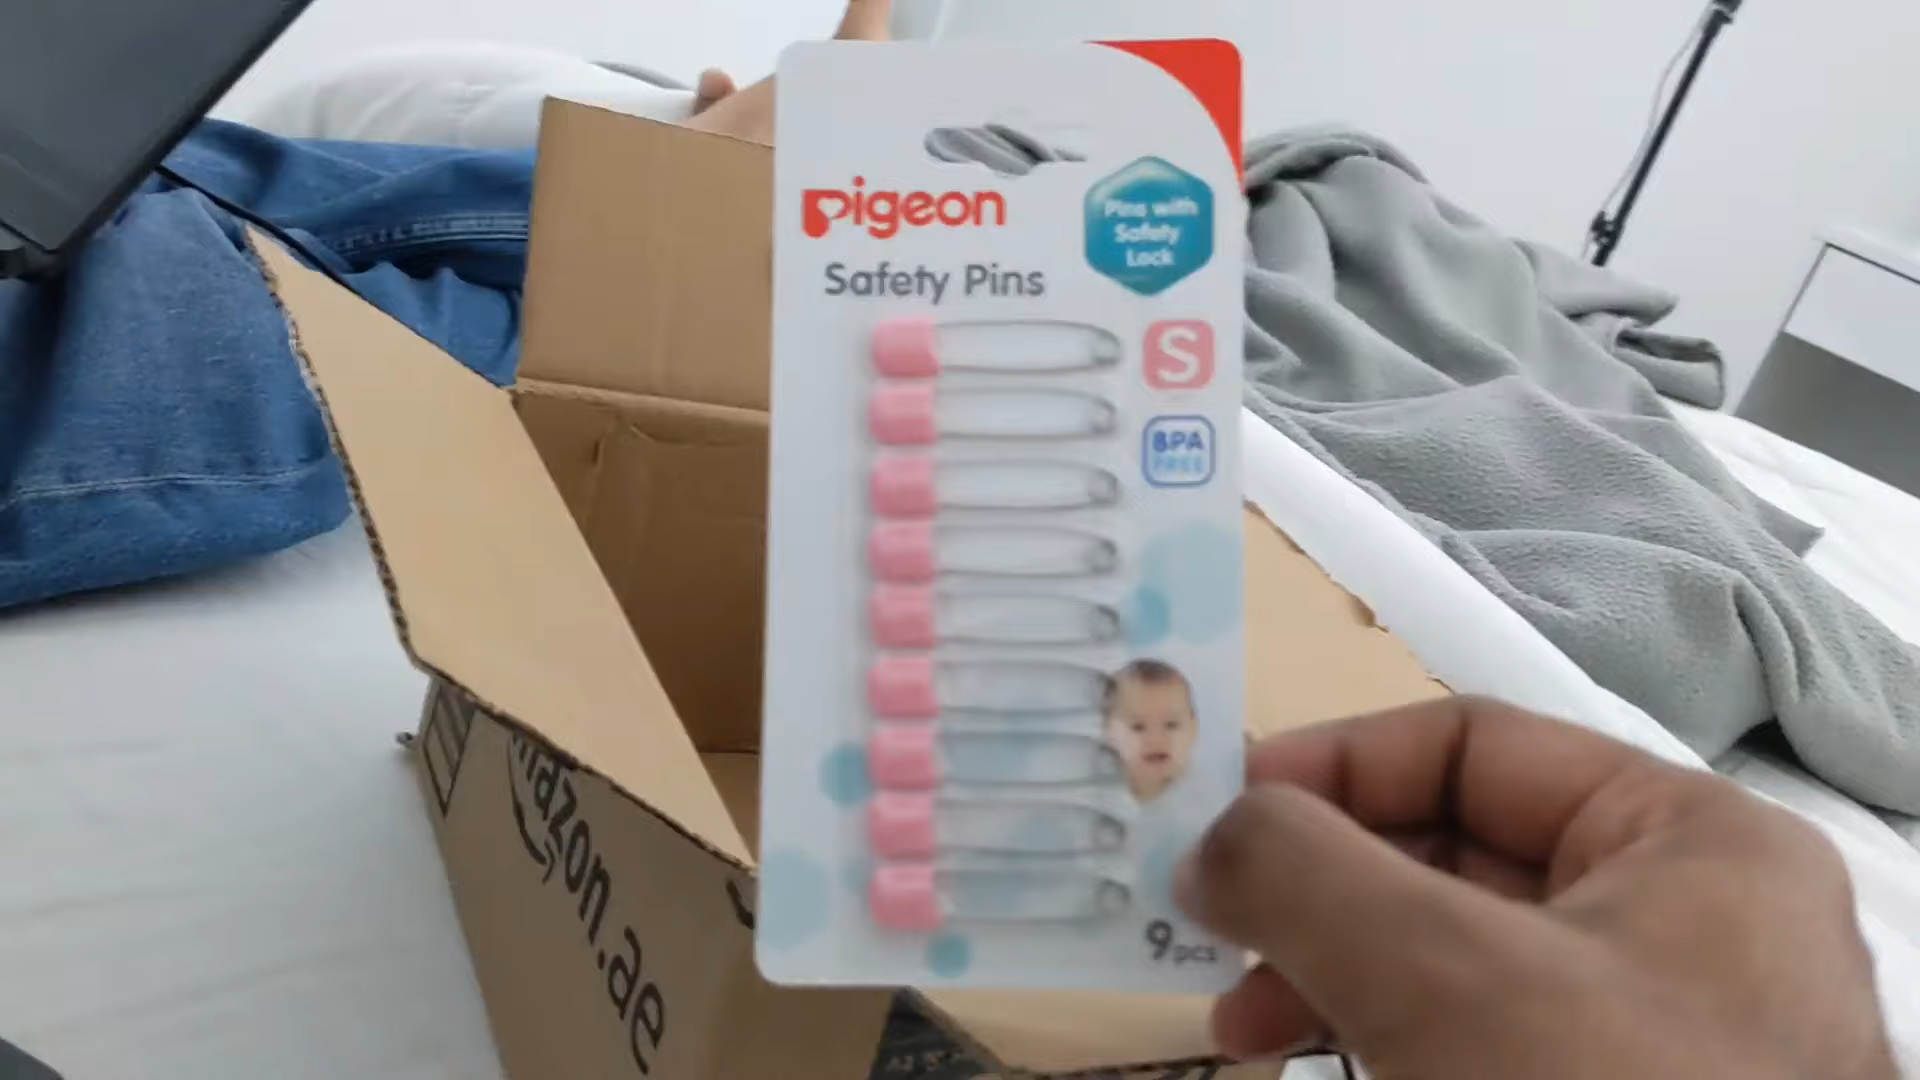 pigeon
Pins with
Safety
Lock
Safety Pins
S
BPA
FREE
9pcs
amazon.ae